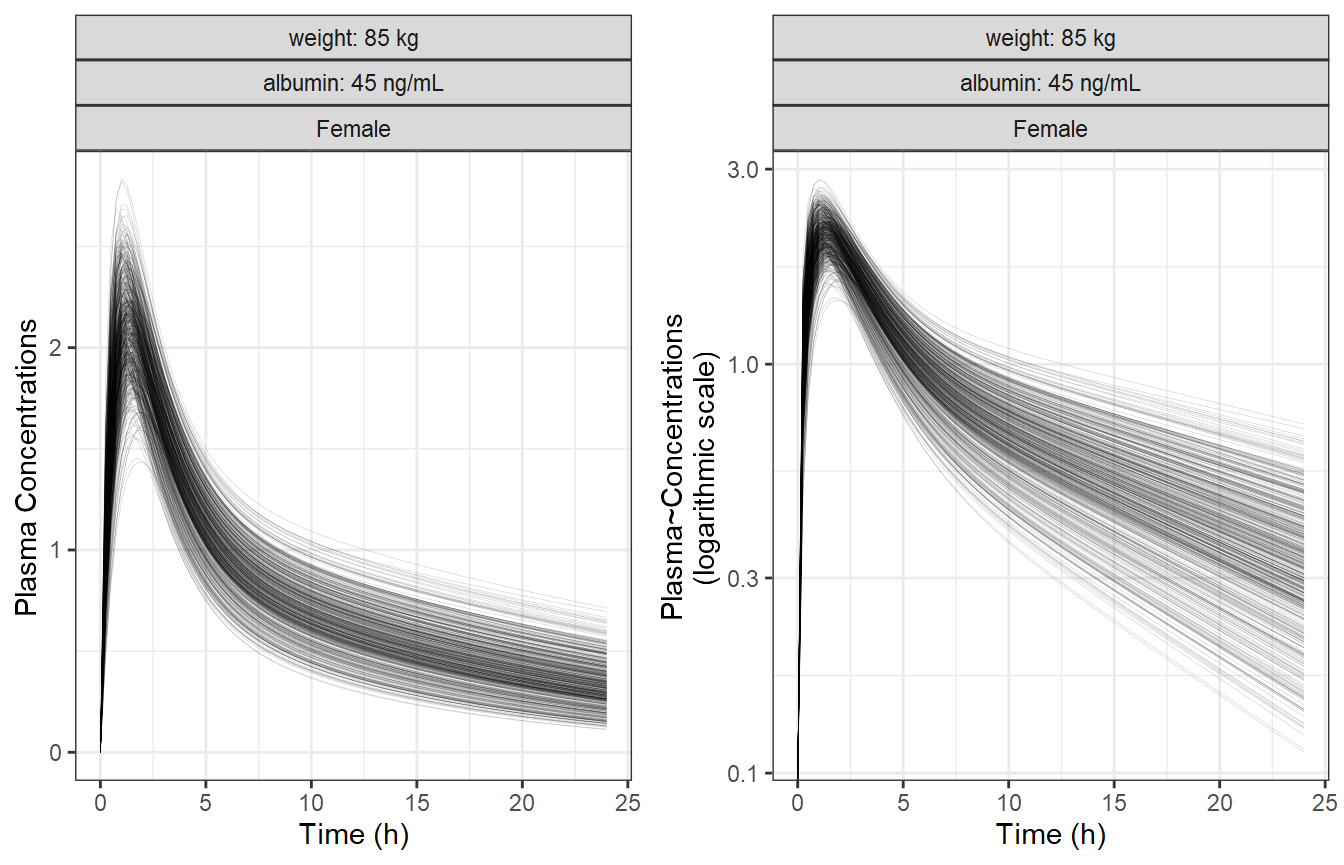 weight: 85 kg
albumin: 45 ng/mL
Female
Plasma Concentrations
2
1
0
0 5 10 15 20 25
Time (h)
weight: 85 kg
albumin: 45 ng/mL
Female
Plasma~Concentrations
(logarithmic scale)
3.0
1.0
0.3
0.1
0 5 10 15 20 25
Time (h)